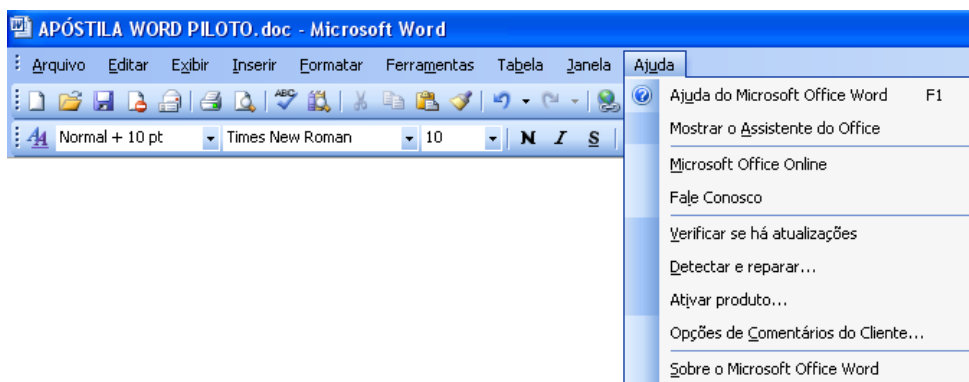 APÓSTILA WORD PILOTO.doc - Microsoft Word
Arquivo Editar Exibir Inserir Formatar Ferramentas Tabela Janela Ajuda
ABC
Normal + 10 pt Times New Roman 10 N I S
Ajuda do Microsoft Office Word F1
Mostrar o Assistente do Office
Microsoft Office Online
Fale Conosco
Verificar se há atualizações
Detectar e reparar...
Ativar produto...
Opções de Comentários do Cliente...
Sobre o Microsoft Office Word